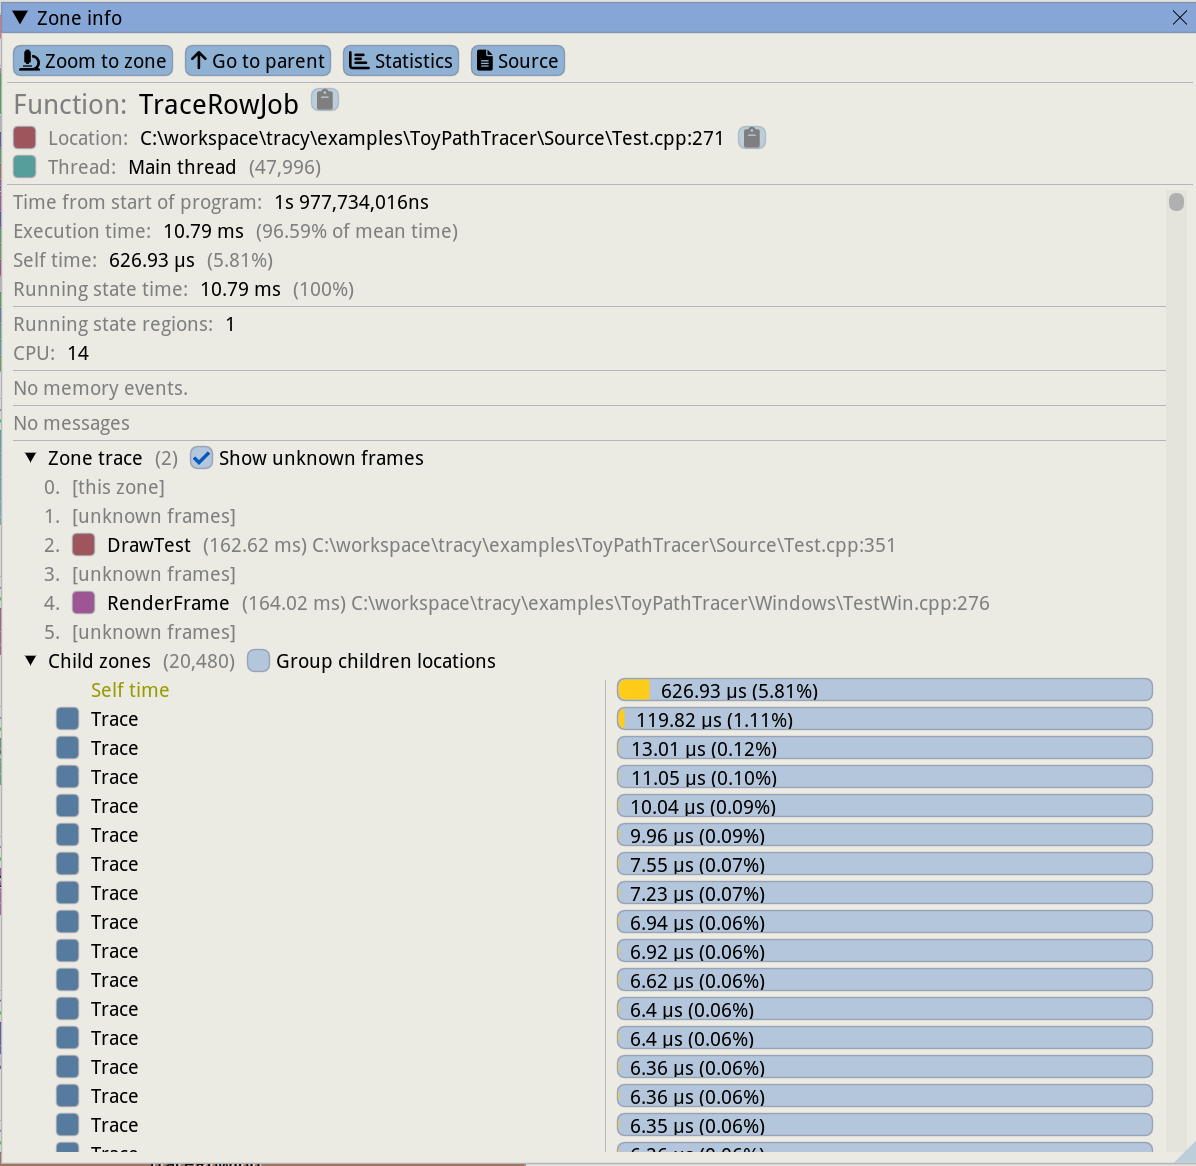 Zone info
Zoom to zone Go to parent Statistics Source
Function: TraceRowJob
Location: C:\workspace\tracy\examples\ToyPathTracer\Source\Test.cpp:271
Thread: Main thread (47,996)
Time from start of program: 1s 977,734,016ns
Execution time: 10.79 ms (96.59% of mean time)
Self time: 626.93 µs (5.81%)
Running state time: 10.79 ms (100%)
Running state regions: 1
CPU: 14
No memory events.
No messages
Zone trace (2) Show unknown frames
0. [this zone]
1. [unknown frames]
2. DrawTest (162.62 ms) C:\workspace\tracy\examples\ToyPathTracer\Source\Test.cpp:351
3. [unknown frames]
4. RenderFrame (164.02 ms) C:\workspace\tracy\examples\ToyPathTracer\Windows\TestWin.cpp:276
5. [unknown frames]
Child zones (20,480) Group children locations
Self time 626.93 µs (5.81%)
Trace 119.82 µs (1.11%)
Trace 13.01 µs (0.12%)
Trace 11.05 µs (0.10%)
Trace 10.04 µs (0.09%)
Trace 9.96 µs (0.09%)
Trace 7.55 µs (0.07%)
Trace 7.23 µs (0.07%)
Trace 6.94 µs (0.06%)
Trace 6.92 µs (0.06%)
Trace 6.62 µs (0.06%)
Trace 6.4 µs (0.06%)
Trace 6.4 µs (0.06%)
Trace 6.36 µs (0.06%)
Trace 6.36 µs (0.06%)
Trace 6.35 µs (0.06%)